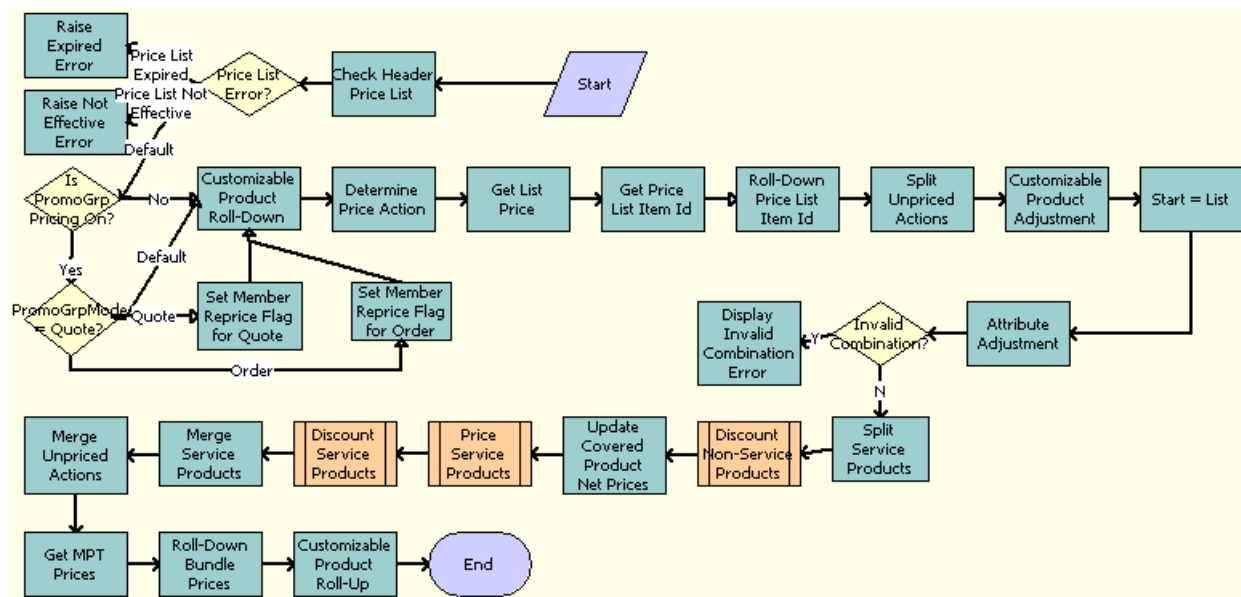 Raise
Expired
Error
Price List
Expired
Price List
Error?
Check Header
Price List
Start
Raise Not
Effective
Error
Price List Not
Effective
Default
Is
PromoGrp
Pricing On?
No
Customizable
Product
Roll-Down
Determine
Price Action
Get List
Price
Get Price
List Item Id
Roll-Down
Price List
Item Id
Split
Unpriced
Actions
Customizable
Product
Adjustment
Start = List
Yes
Default
PromoGrpMode
= Quote?
Quote
Set Member
Reprice Flag
for Quote
Set Member
Reprice Flag
for Order
Order
Display
Invalid
Combination
Error
Y
Invalid
Combination?
Attribute
Adjustment
N
Merge
Unpriced
Actions
Merge
Service
Products
Discount
Service
Products
Price
Service
Products
Update
Covered
Product
Net Prices
Discount
Non-Service
Products
Split
Service
Products
Get MPT
Prices
Roll-Down
Bundle
Prices
Customizable
Product
Roll-Up
End